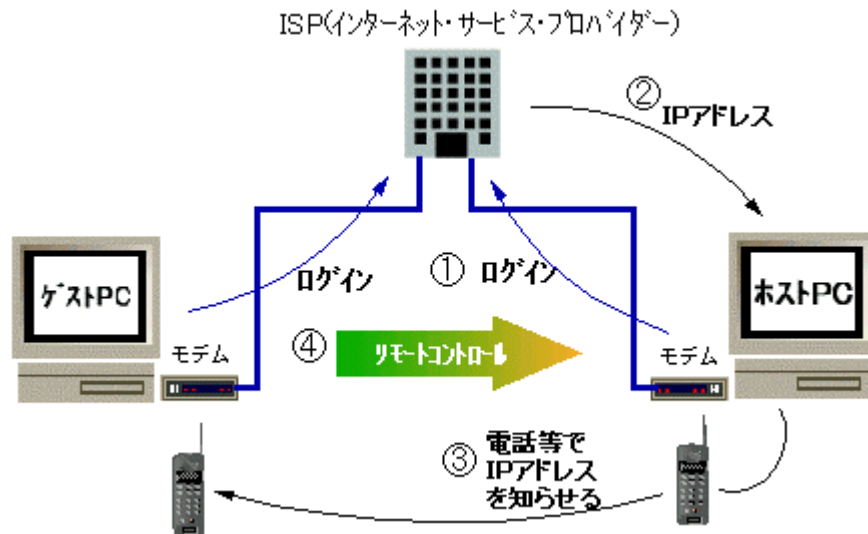 ISP(インターネット・サービス・プロバイダー)
②
IPアドレス
ログイン
① ログイン
ゲストPC
ホストPC
モデム
④
リモートコントロール
モデム
③
電話等で
IPアドレス
を知らせる